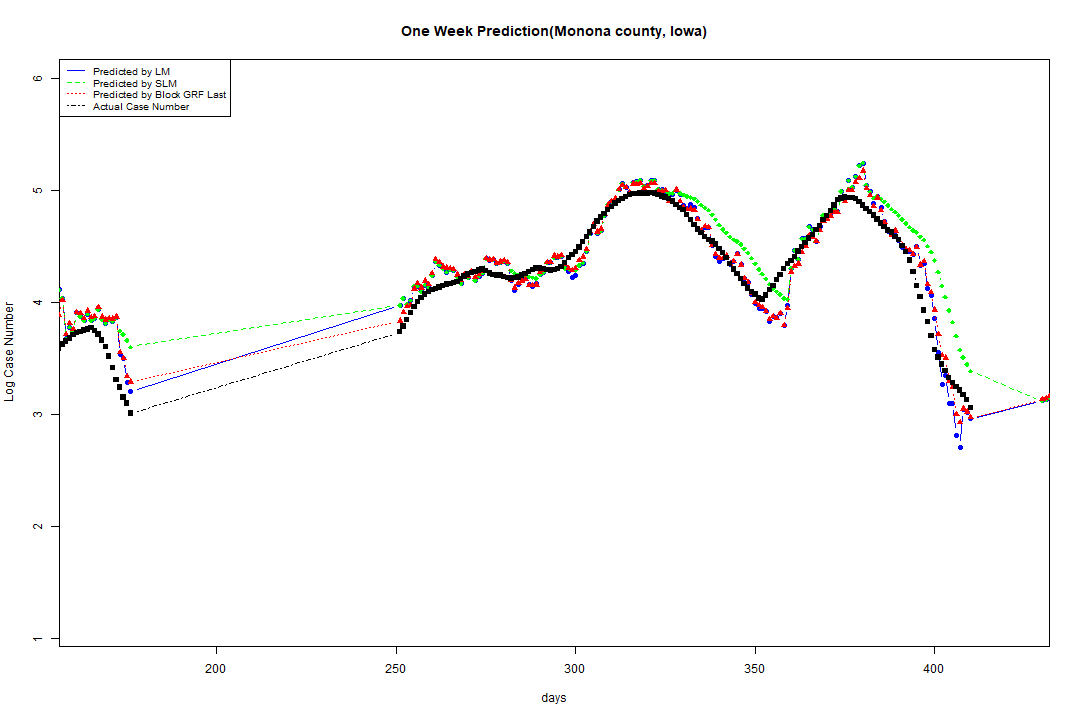 One Week Prediction(Monona county, Iowa)
Predicted by LM
Predicted by SLM
Predicted by Block GRF Last
Actual Case Number
6
5
4
3
2
1
Log Case Number
200
250
300
350
400
days